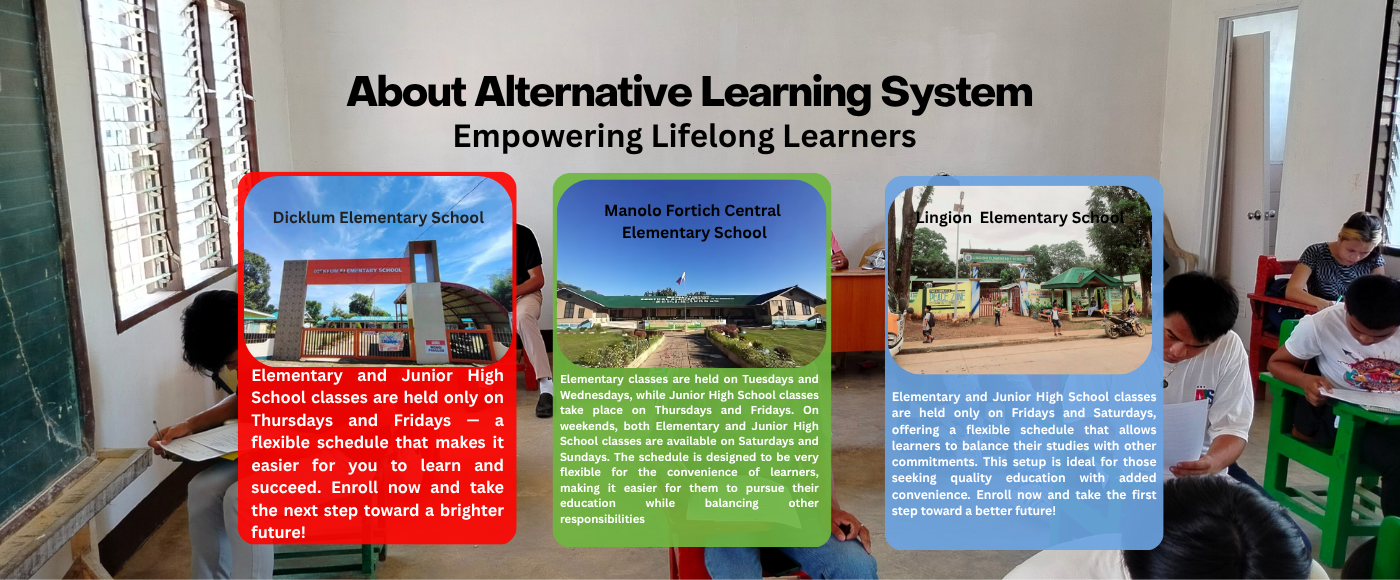 About Alternative Learning System
Empowering Lifelong Learners
Dicklum Elementary School
ELEMENTARY SCHOOL
Elementary and Junior High
School classes are held only on
Thursdays and Fridays — a
flexible schedule that makes it
easier for you to learn and
succeed. Enroll now and take
the next step toward a brighter
future!
Manolo Fortich Central
Elementary School
Elementary classes are held on Tuesdays and
Wednesdays, while Junior High School classes
take place on Thursdays and Fridays. On
weekends, both Elementary and Junior High
School classes are available on Saturdays and
Sundays. The schedule is designed to be very
flexible for the convenience of learners,
making it easier for them to pursue their
education while balancing other
responsibilities
Lingion Elementary School
WELCOME
Elementary and Junior High School classes
are held only on Fridays and Saturdays,
offering a flexible schedule that allows
learners to balance their studies with other
commitments. This setup is ideal for those
seeking quality education with added
convenience. Enroll now and take the first
step toward a better future!